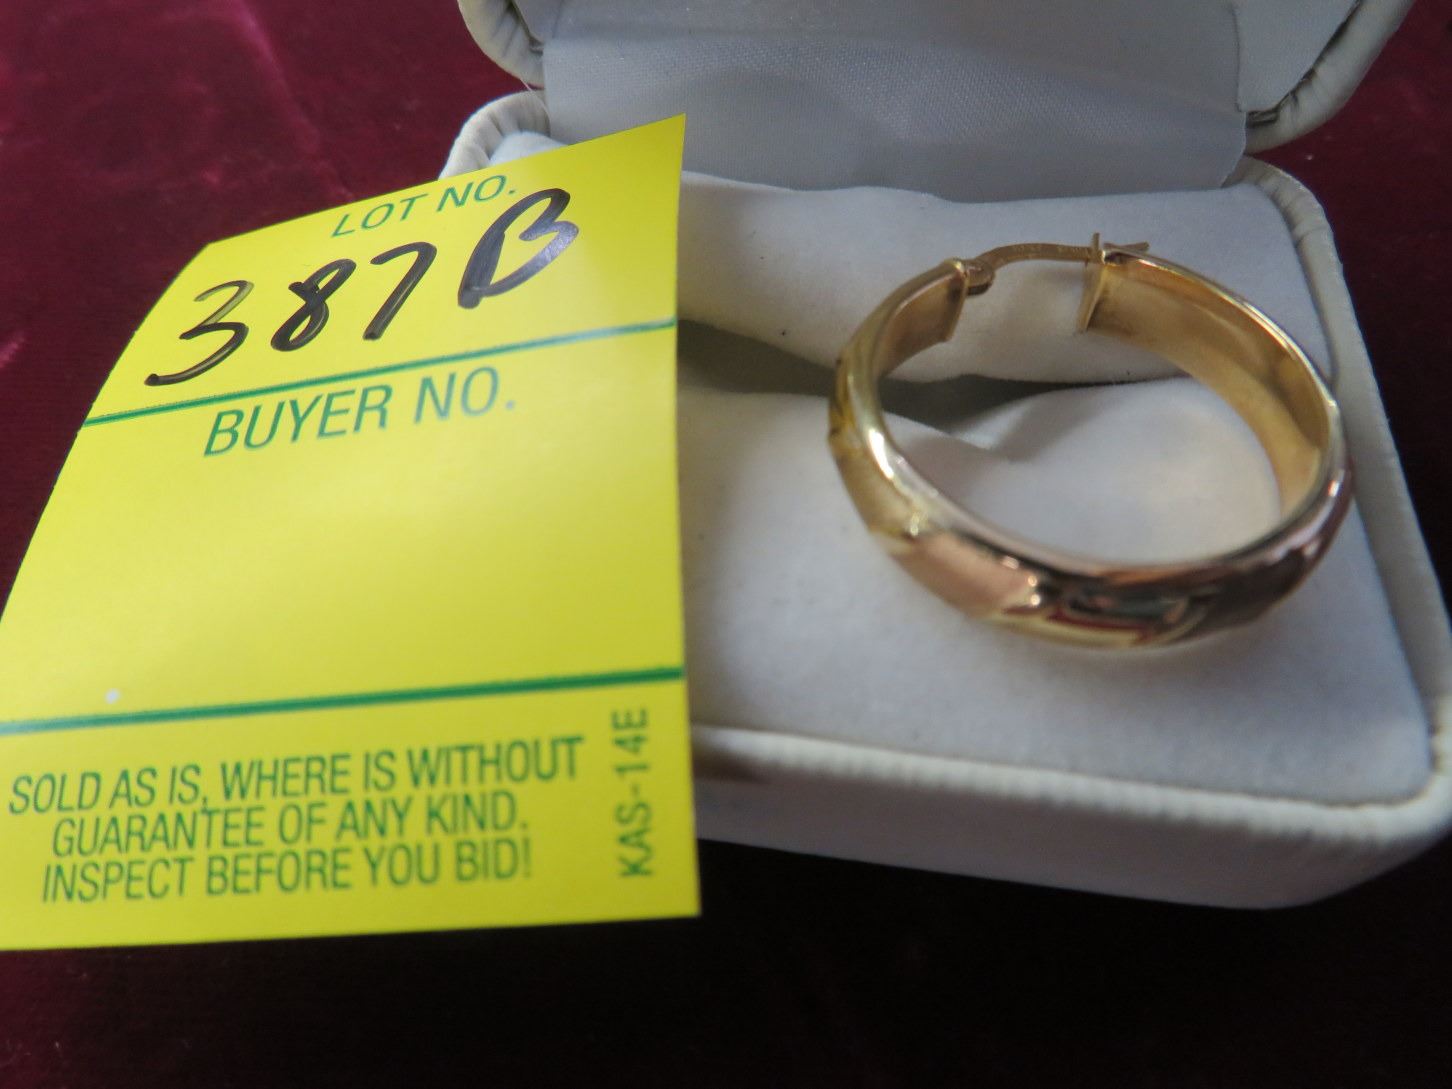 LOT NO.
387B
BUYER NO.
SOLD AS IS, WHERE IS WITHOUT
GUARANTEE OF ANY KIND.
INSPECT BEFORE YOU BID!
KAS-14E